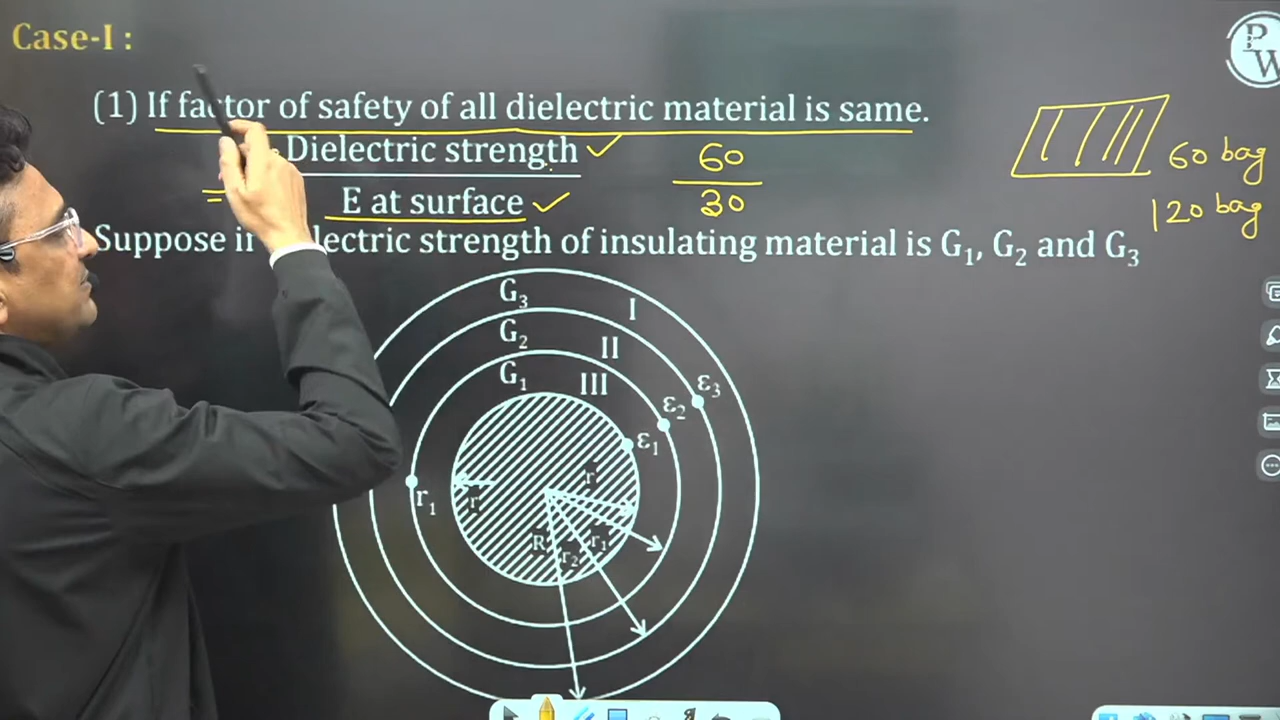 Case-I :
P
W
(1) If factor of safety of all dielectric material is same.
Dielectric strength ✓
60
60 bag
=
E at surface ✓
30
120 bag
Suppose dielectric strength of insulating material is G₁, G₂ and G₃
G₃
I
G₂
II
G₁
III
ε₃
ε₂
ε₁
r
r₁
r
R
r₁
r₂